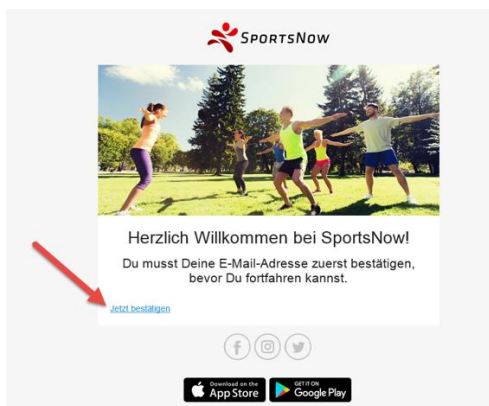 SPORTSNOW
Herzlich Willkommen bei SportsNow!
Du musst Deine E-Mail-Adresse zuerst bestätigen,
bevor Du fortfahren kannst.
Jetzt bestätigen
Download on the
App Store
GET IT ON
Google Play